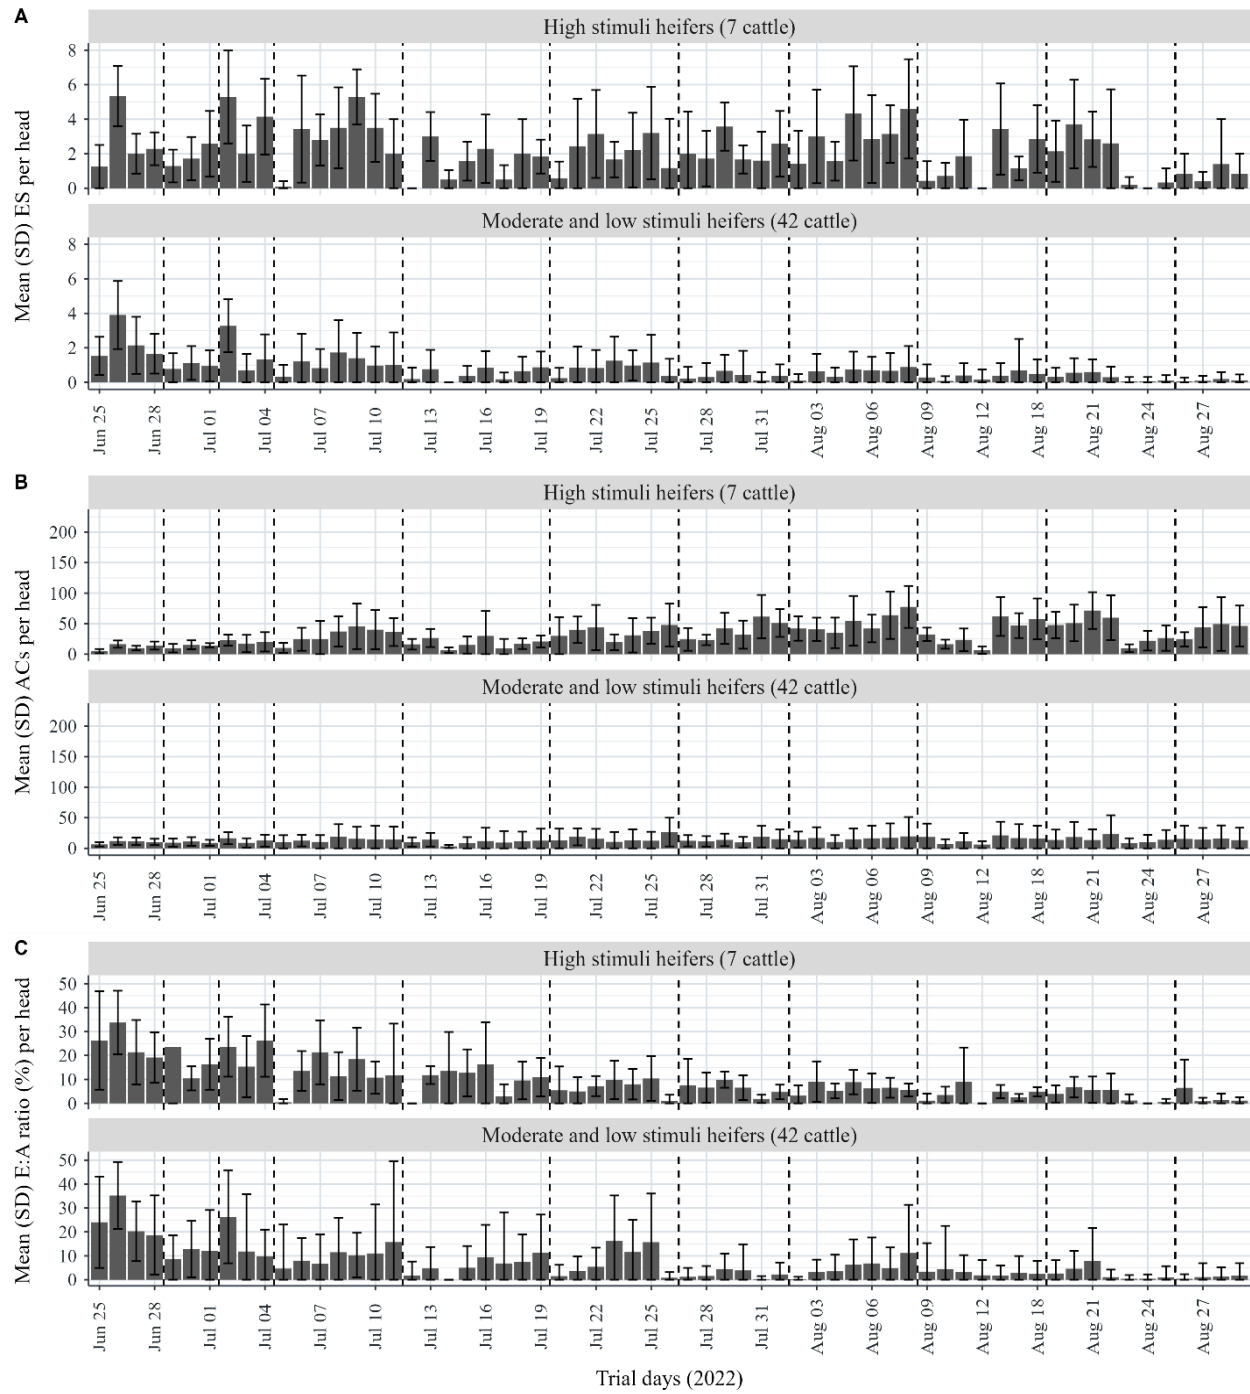 A
High stimuli heifers (7 cattle)
8
6
4
2
0
Moderate and low stimuli heifers (42 cattle)
8
6
4
2
0
Mean (SD) ES per head
Jun 25
Jun 28
Jul 01
Jul 04
Jul 07
Jul 10
Jul 13
Jul 16
Jul 19
Jul 22
Jul 25
Jul 28
Jul 31
Aug 03
Aug 06
Aug 09
Aug 12
Aug 18
Aug 21
Aug 24
Aug 27
B
High stimuli heifers (7 cattle)
200
150
100
50
0
Moderate and low stimuli heifers (42 cattle)
200
150
100
50
0
Mean (SD) ACs per head
Jun 25
Jun 28
Jul 01
Jul 04
Jul 07
Jul 10
Jul 13
Jul 16
Jul 19
Jul 22
Jul 25
Jul 28
Jul 31
Aug 03
Aug 06
Aug 09
Aug 12
Aug 18
Aug 21
Aug 24
Aug 27
C
High stimuli heifers (7 cattle)
50
40
30
20
10
0
Moderate and low stimuli heifers (42 cattle)
50
40
30
20
10
0
Mean (SD) E:A ratio (%) per head
Jun 25
Jun 28
Jul 01
Jul 04
Jul 07
Jul 10
Jul 13
Jul 16
Jul 19
Jul 22
Jul 25
Jul 28
Jul 31
Aug 03
Aug 06
Aug 09
Aug 12
Aug 18
Aug 21
Aug 24
Aug 27
Trial days (2022)